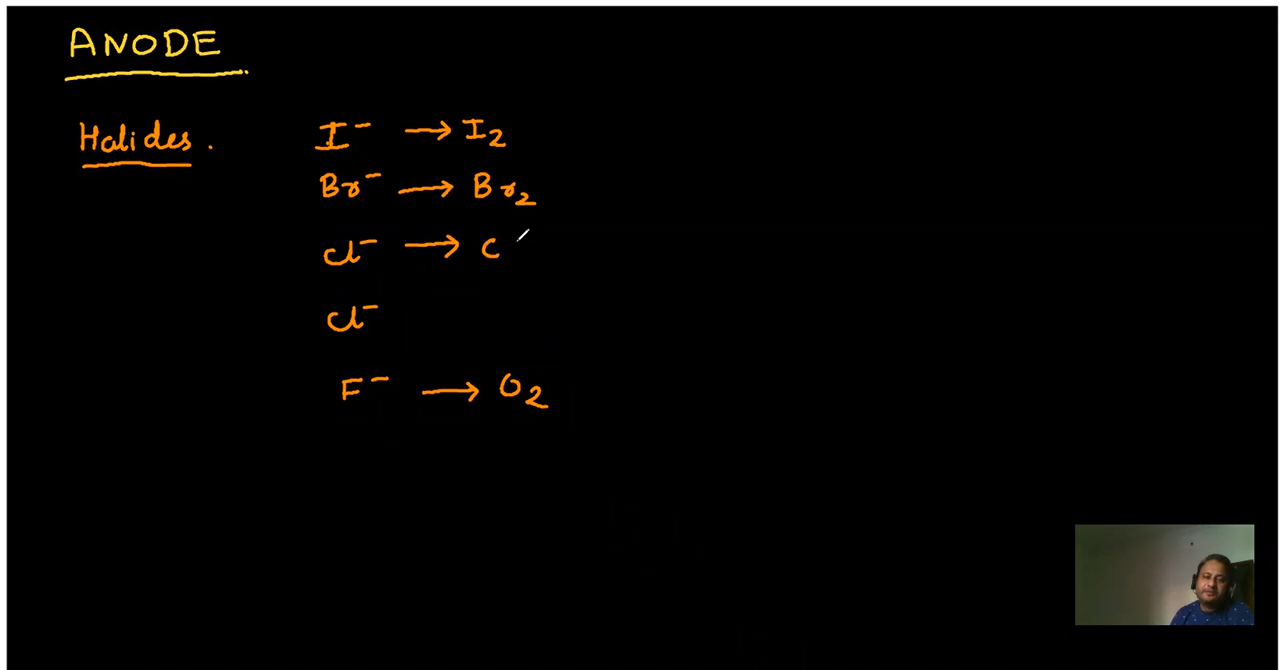 ANODE
Halides. I⁻ → I₂
Br⁻ → Br₂
Cl⁻ → C
Cl⁻
F⁻ → O₂